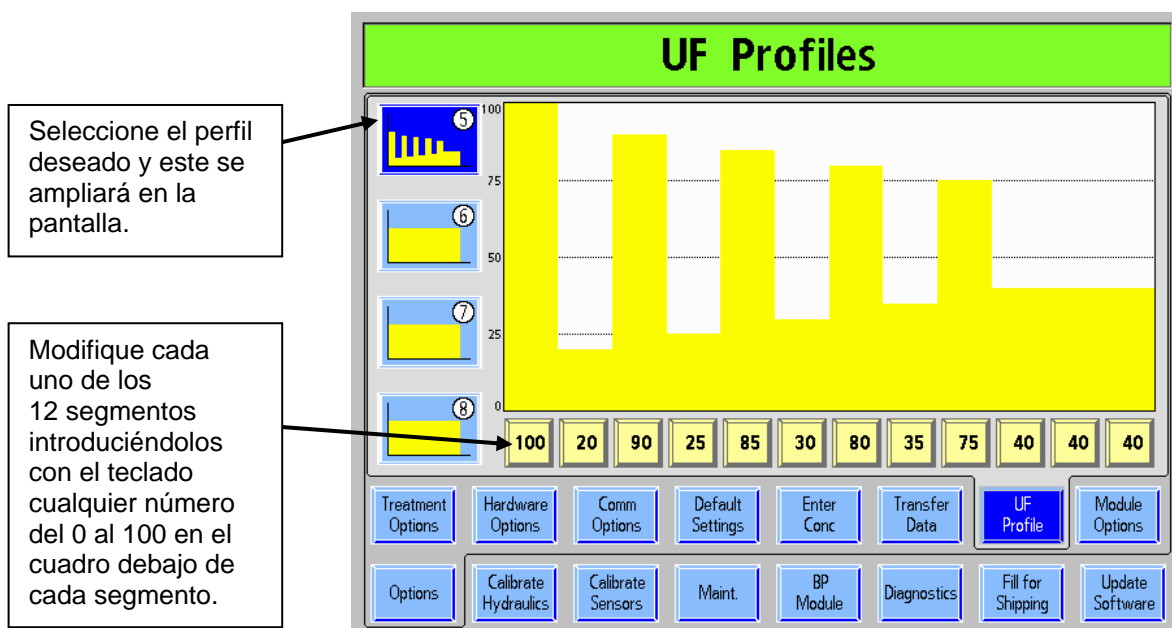 UF Profiles
Seleccione el perfil
deseado y este se
ampliará en la
pantalla.
Modifique cada
uno de los
12 segmentos
introduciéndolos
con el teclado
cualquier número
del 0 al 100 en el
cuadro debajo de
cada segmento.
5
6
7
8
100
75
50
25
0
100 20 90 25 85 30 80 35 75 40 40 40
Treatment Options
Hardware Options
Comm Options
Default Settings
Enter Conc
Transfer Data
UF Profile
Module Options
Options
Calibrate Hydraulics
Calibrate Sensors
Maint.
BP Module
Diagnostics
Fill for Shipping
Update Software